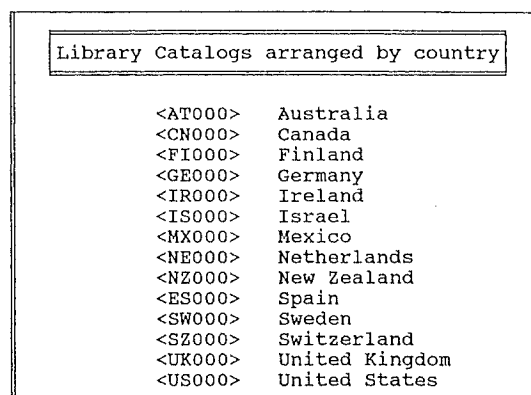 Library Catalogs arranged by country
<AT000> Australia
<CN000> Canada
<FI000> Finland
<GE000> Germany
<IR000> Ireland
<IS000> Israel
<MX000> Mexico
<NE000> Netherlands
<NZ000> New Zealand
<ES000> Spain
<SW000> Sweden
<SZ000> Switzerland
<UK000> United Kingdom
<US000> United States